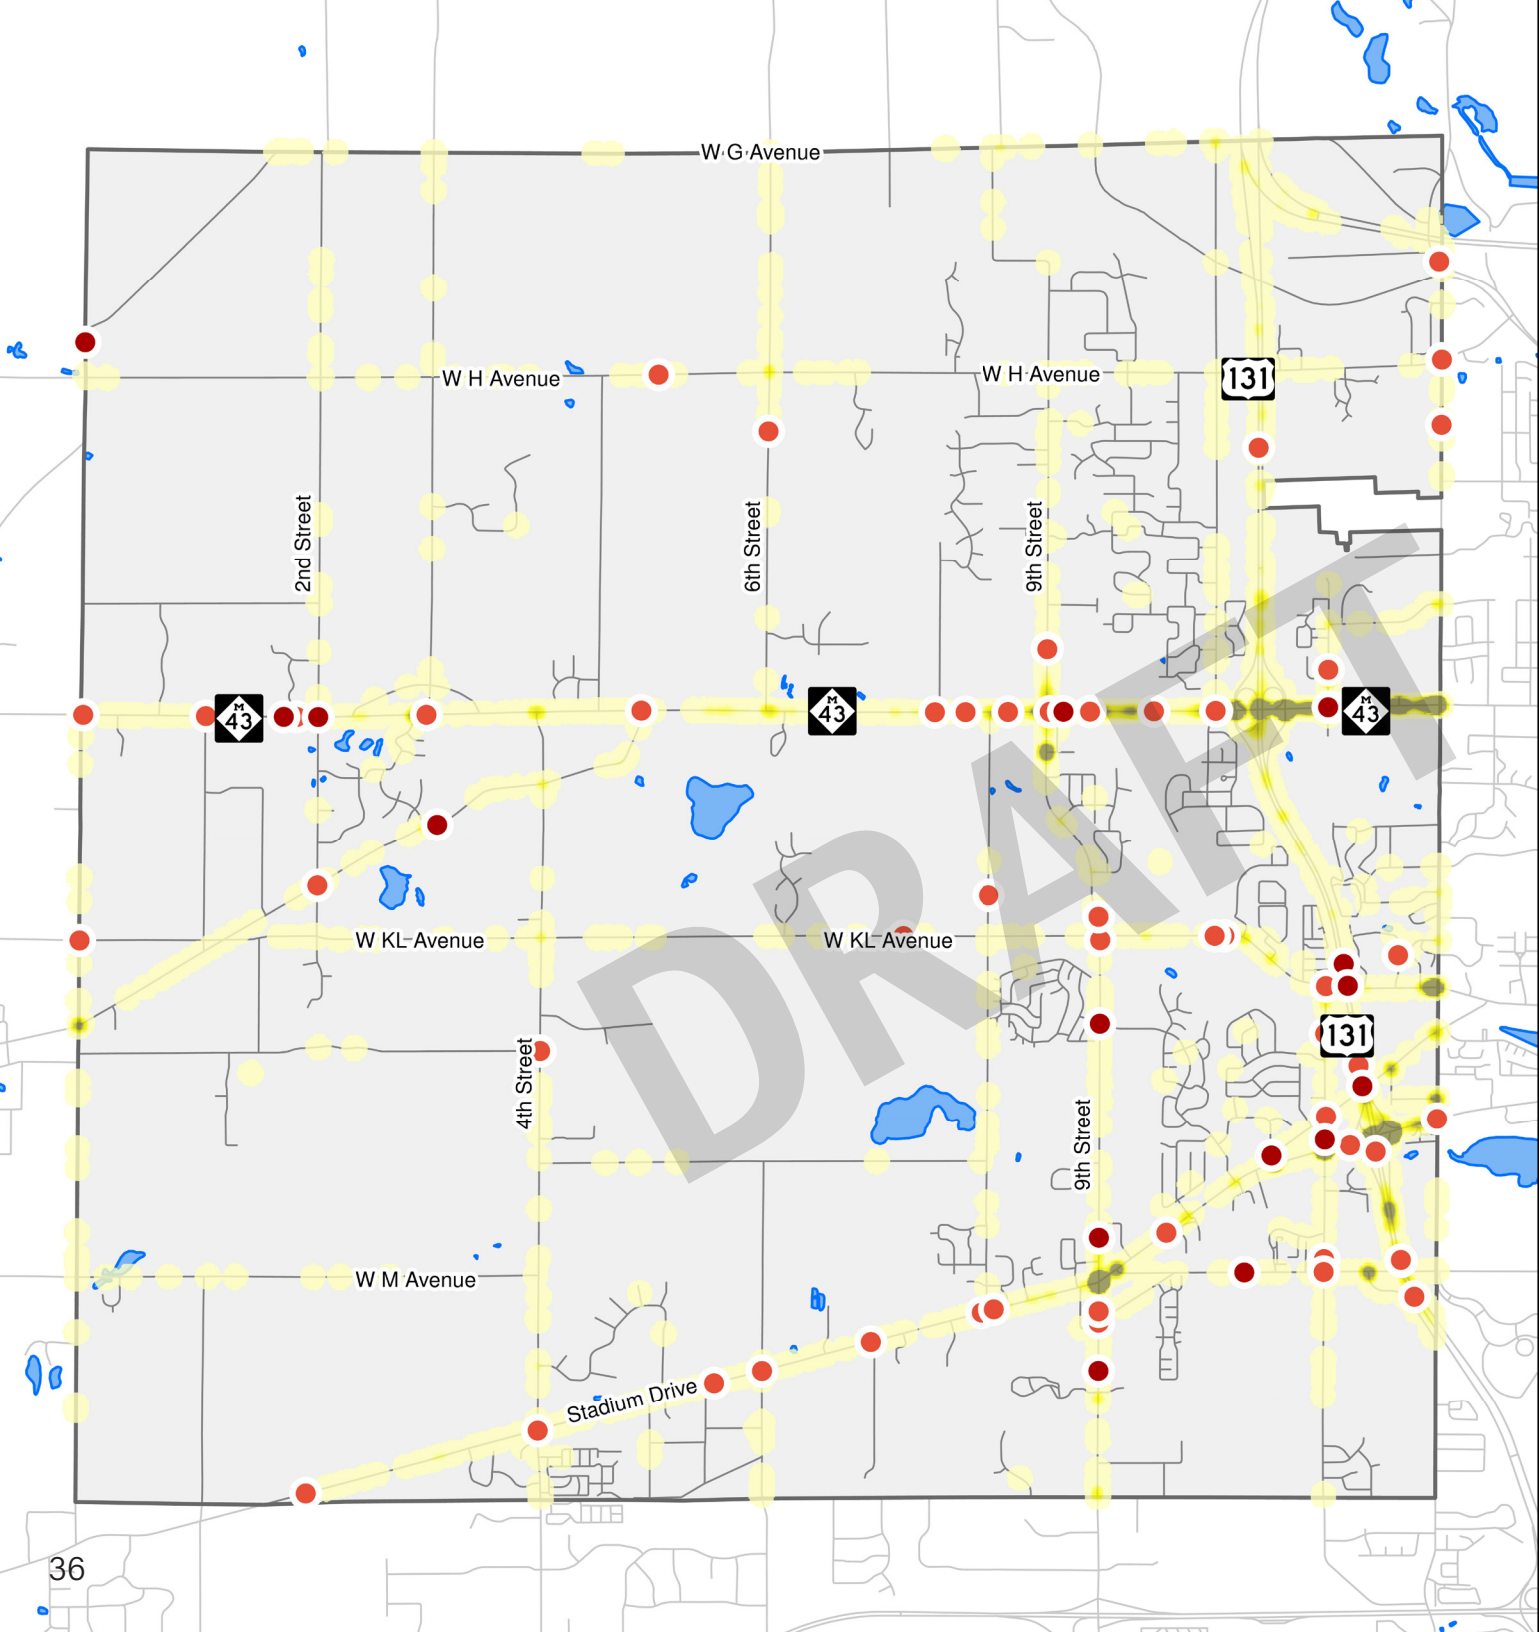 W G Avenue
W H Avenue
W H Avenue
131
2nd Street
6th Street
9th Street
M
43
M
43
M
43
W KL Avenue
W KL Avenue
DRAFT
131
4th Street
9th Street
W M Avenue
Stadium Drive
36